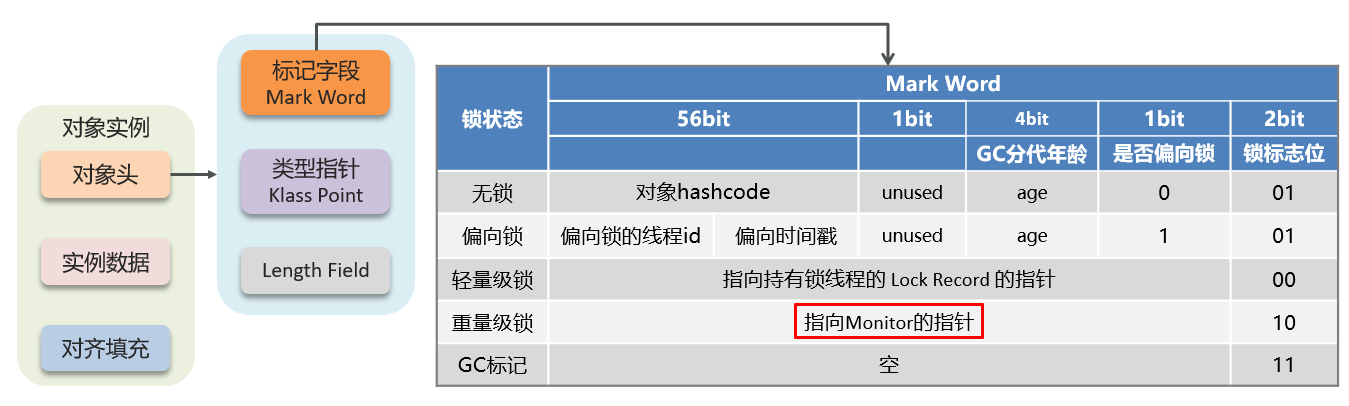 对象实例
对象头
实例数据
对齐填充
标记字段
Mark Word
类型指针
Klass Point
Length Field
锁状态 Mark Word
56bit 1bit 4bit 1bit 2bit
GC分代年龄 是否偏向锁 锁标志位
无锁 对象hashcode unused age 0 01
偏向锁 偏向锁的线程id 偏向时间戳 unused age 1 01
轻量级锁 指向持有锁线程的 Lock Record 的指针 00
重量级锁 指向Monitor的指针 10
GC标记 空 11